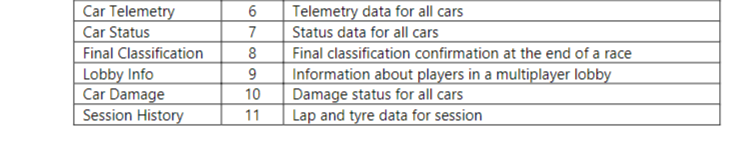 Car Telemetry 6 Telemetry data for all cars
Car Status 7 Status data for all cars
Final Classification 8 Final classification confirmation at the end of a race
Lobby Info 9 Information about players in a multiplayer lobby
Car Damage 10 Damage status for all cars
Session History 11 Lap and tyre data for session